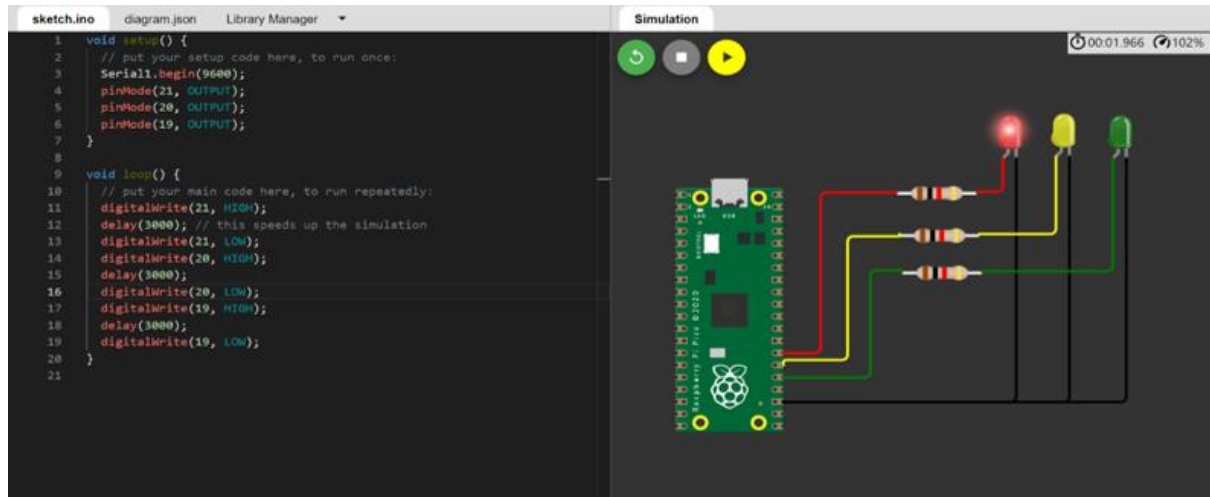 sketch.ino diagram.json Library Manager
Simulation
1 void setup() {
2 // put your setup code here, to run once:
3 Serial1.begin(9600);
4 pinMode(21, OUTPUT);
5 pinMode(20, OUTPUT);
6 pinMode(19, OUTPUT);
7 }
8
9 void loop() {
10 // put your main code here, to run repeatedly:
11 digitalWrite(21, HIGH);
12 delay(3000); // this speeds up the simulation
13 digitalWrite(21, LOW);
14 digitalWrite(20, HIGH);
15 delay(3000);
16 digitalWrite(20, LOW);
17 digitalWrite(19, HIGH);
18 delay(3000);
19 digitalWrite(19, LOW);
20 }
21
00:01.966 102%
Raspberry Pi Pico ©2020